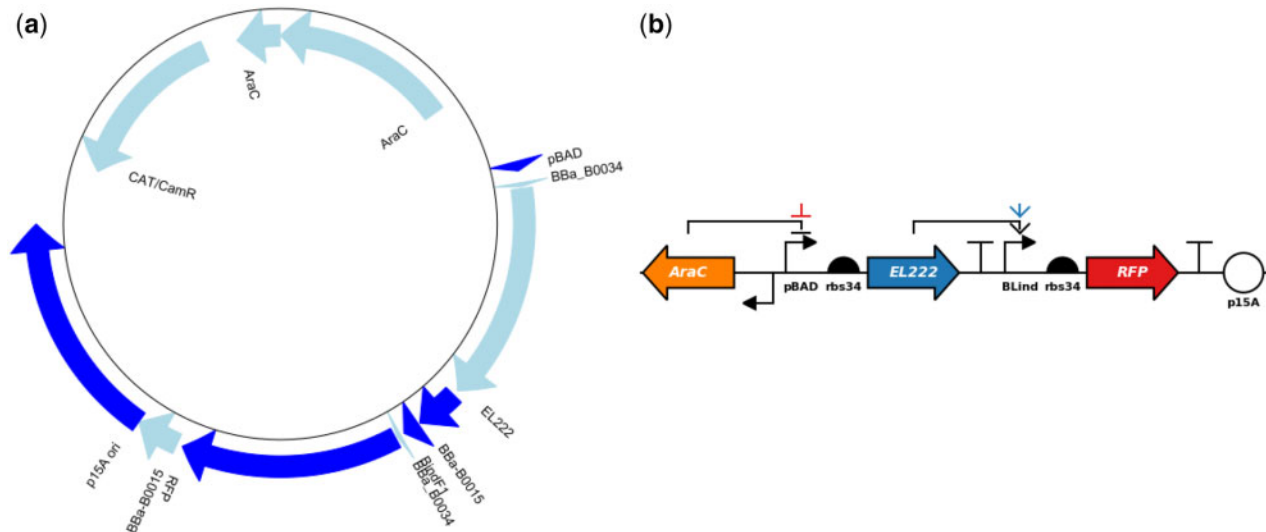 (a)
AraC
AraC
CAT/CamR
pBAD
BBa_B0034
EL222
BBa-B0015
BlodF1
BBa_B0034
RFP
BBa-B0015
p15A ori
(b)
AraC
pBAD
rbs34
EL222
BLind
rbs34
RFP
p15A